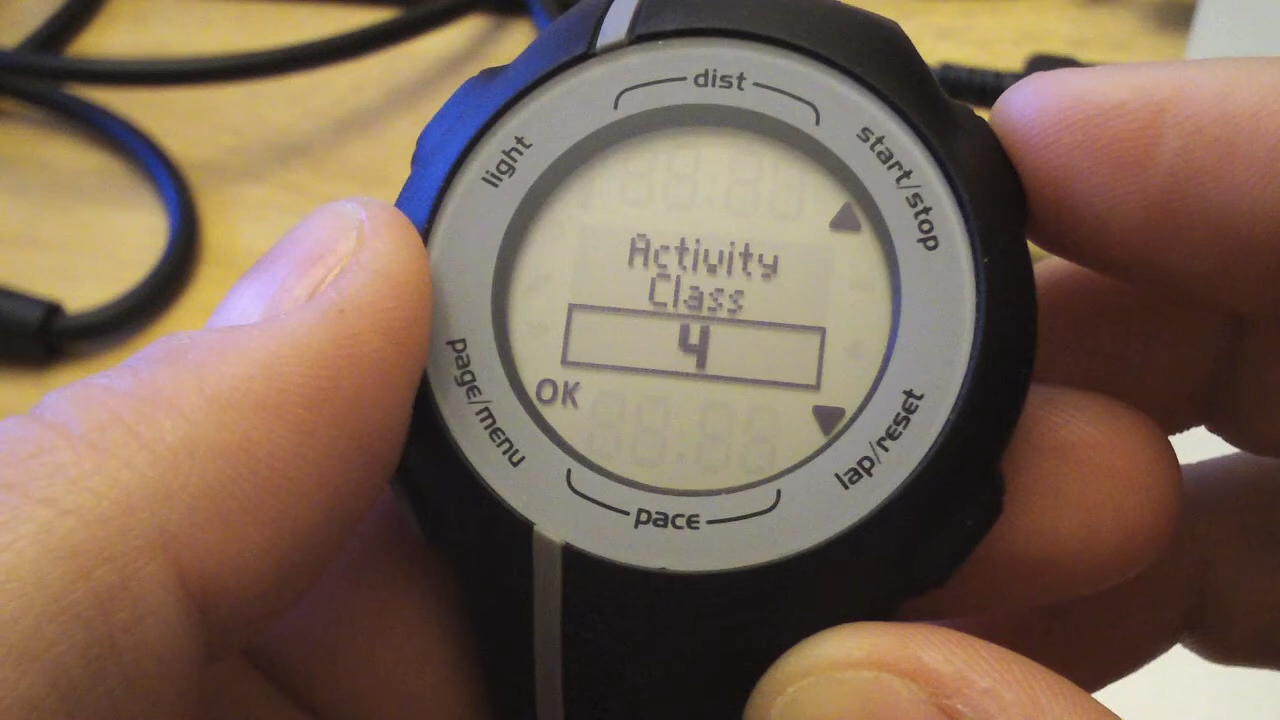 dist
light
start/stop
Activity
Class
4
OK
page/menu
lap/reset
pace